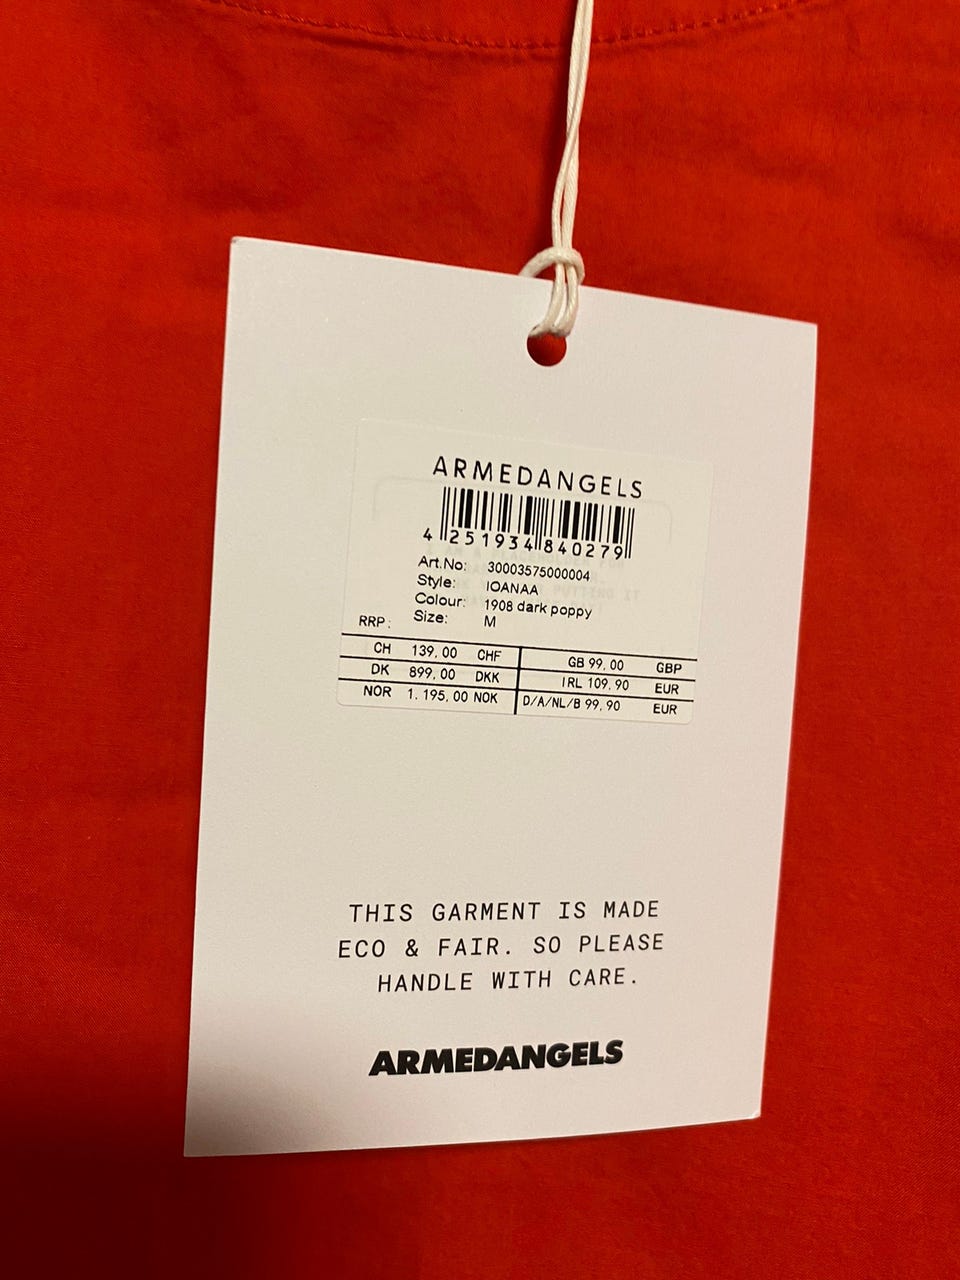 ARMEDANGELS
4 251934 840279
Art.No: 30003575000004
Style: IOANAA
Colour: 1908 dark poppy
Size: M
RRP:
CH 139,00 CHF GB 99,00 GBP
DK 899,00 DKK IRL 109,90 EUR
NOR 1.195,00 NOK D/A/NL/B 99,90 EUR
THIS GARMENT IS MADE
ECO & FAIR. SO PLEASE
HANDLE WITH CARE.
ARMEDANGELS